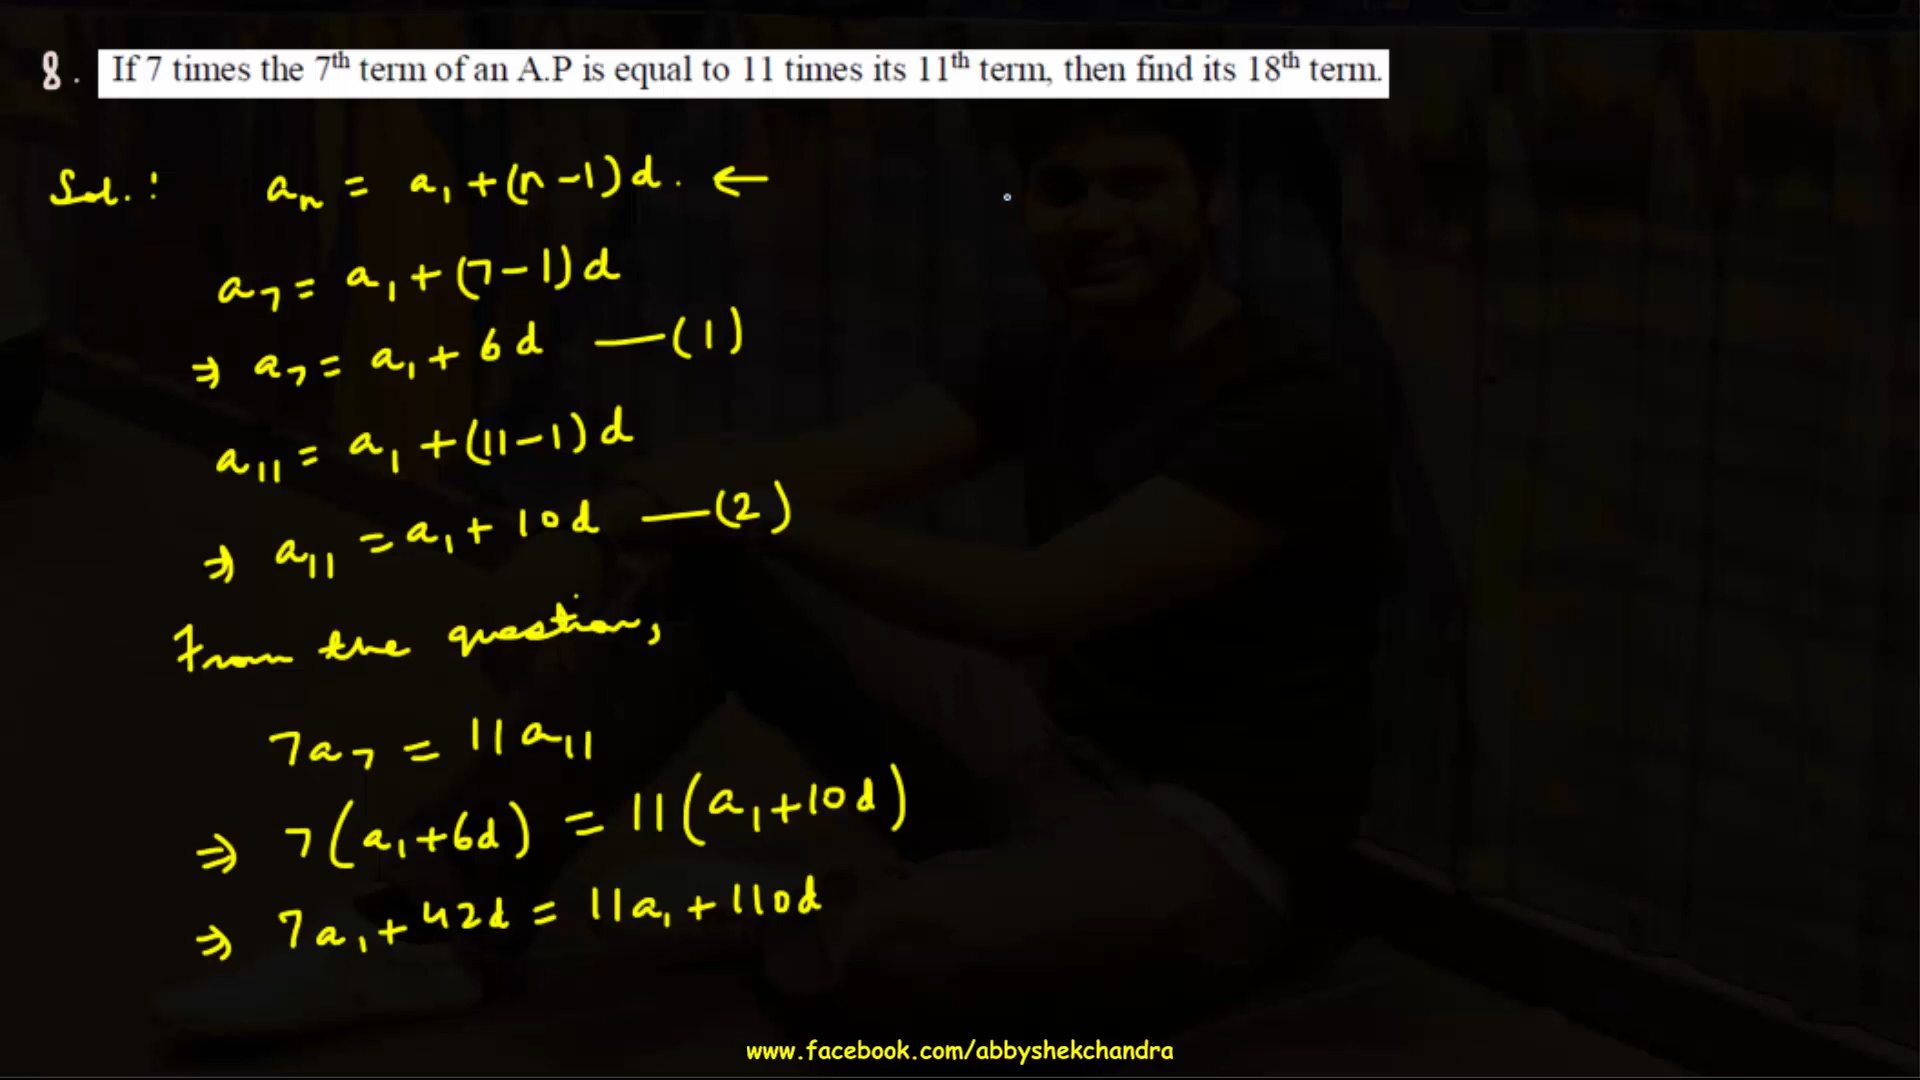 8. If 7 times the 7th term of an A.P is equal to 11 times its 11th term, then find its 18th term.
Sol.: aₙ = a₁ + (n-1)d. ←
a₇ = a₁ + (7-1)d
⇒ a₇ = a₁ + 6d —(1)
a₁₁ = a₁ + (11-1)d
⇒ a₁₁ = a₁ + 10d —(2)
From the question,
7a₇ = 11a₁₁
⇒ 7(a₁+6d) = 11(a₁+10d)
⇒ 7a₁ + 42d = 11a₁ + 110d
www.facebook.com/abbyshekchandra